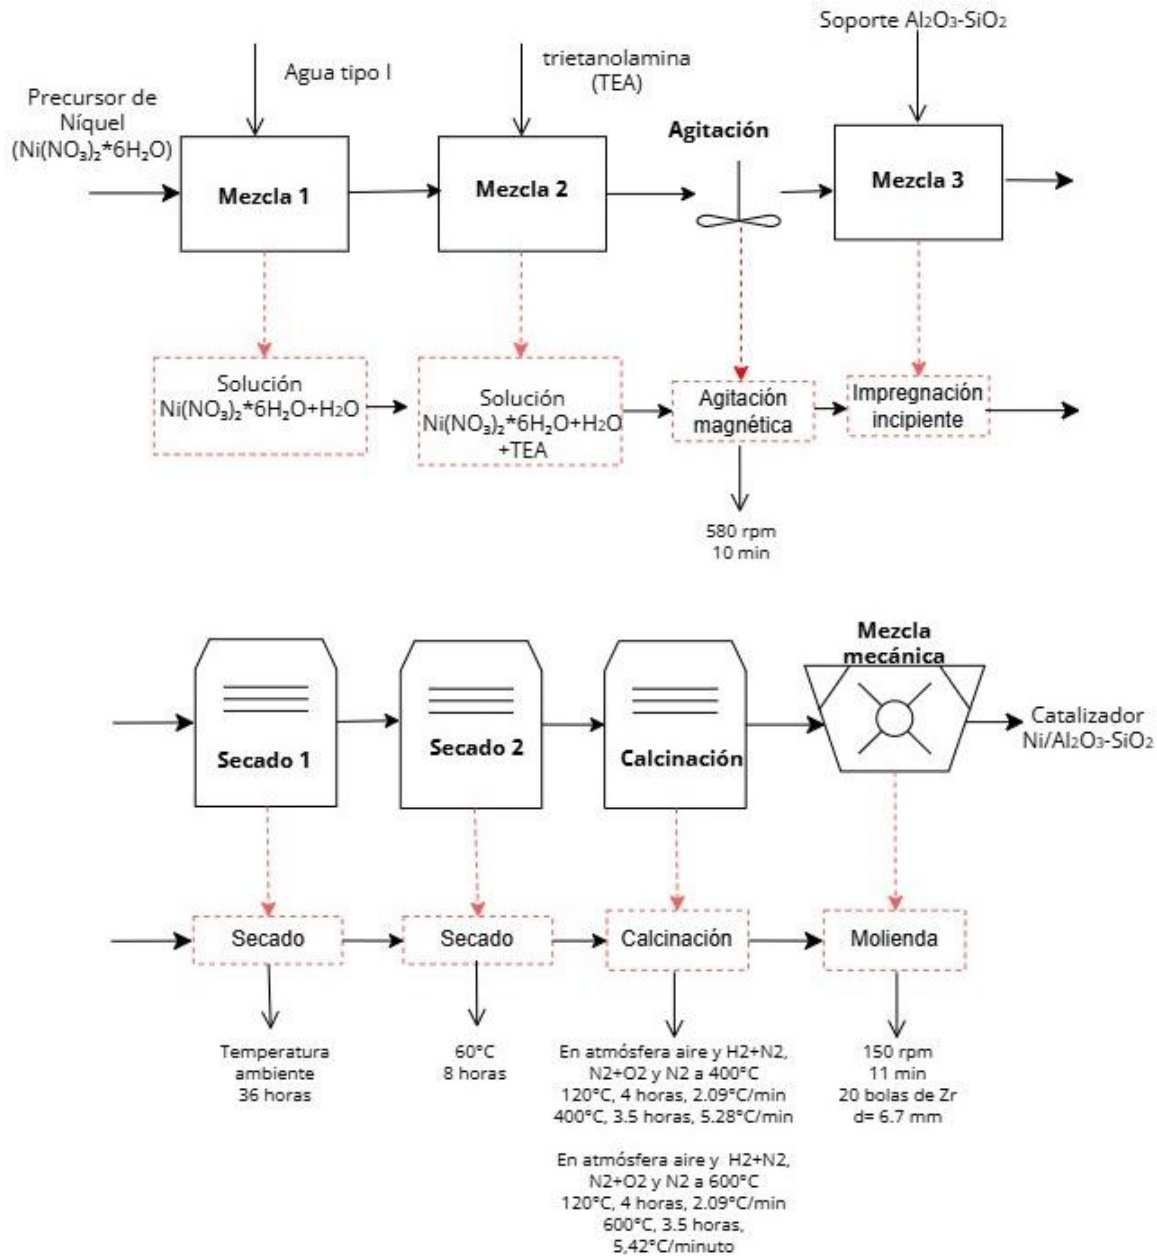 Soporte Al2O3-SiO2
Agua tipo I
trietanolamina
(TEA)
Precursor de
Níquel
(Ni(NO₃)₂*6H₂O)
Agitación
Mezcla 1
Mezcla 2
Mezcla 3
Solución
Ni(NO₃)₂*6H₂O+H2O
Solución
Ni(NO₃)₂*6H₂O+H2O
+TEA
Agitación
magnética
Impregnación
incipiente
580 rpm
10 min
Mezcla
mecánica
Secado 1
Secado 2
Calcinación
Catalizador
Ni/Al2O3-SiO2
Secado
Secado
Calcinación
Molienda
Temperatura
ambiente
36 horas
60°C
8 horas
En atmósfera aire y H2+N2,
N2+O2 y N2 a 400°C
120°C, 4 horas, 2.09°C/min
400°C, 3.5 horas, 5.28°C/min
En atmósfera aire y H2+N2,
N2+O2 y N2 a 600°C
120°C, 4 horas, 2.09°C/min
600°C, 3.5 horas,
5,42°C/minuto
150 rpm
11 min
20 bolas de Zr
d= 6.7 mm